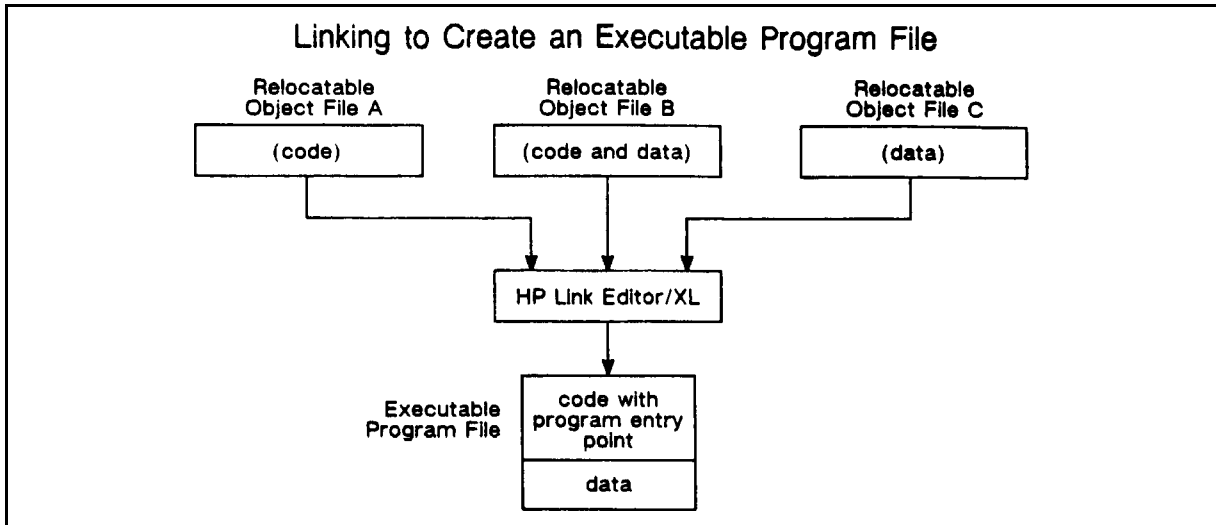 Linking to Create an Executable Program File
Relocatable
Object File A
(code)
Relocatable
Object File B
(code and data)
Relocatable
Object File C
(data)
HP Link Editor/XL
Executable
Program File
code with
program entry
point
data